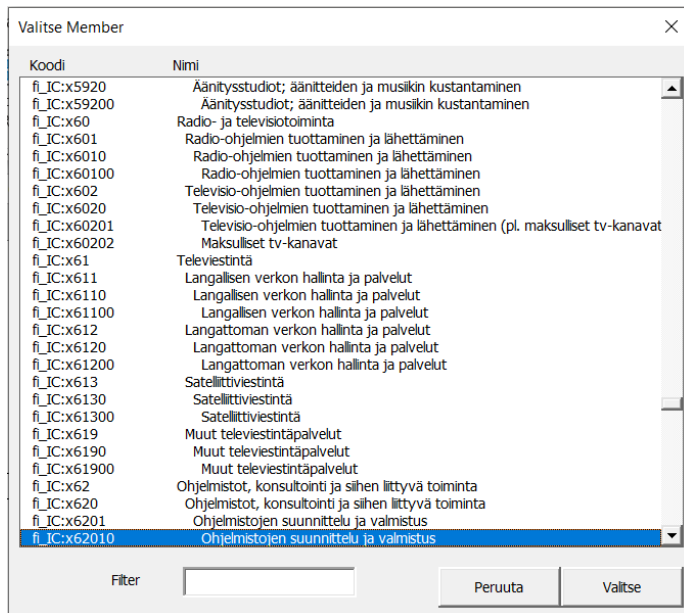 Valitse Member
Koodi Nimi
fi_IC:x5920 Äänitysstudiot; äänitteiden ja musiikin kustantaminen
fi_IC:x59200 Äänitysstudiot; äänitteiden ja musiikin kustantaminen
fi_IC:x60 Radio- ja televisiotoiminta
fi_IC:x601 Radio-ohjelmien tuottaminen ja lähettäminen
fi_IC:x6010 Radio-ohjelmien tuottaminen ja lähettäminen
fi_IC:x60100 Radio-ohjelmien tuottaminen ja lähettäminen
fi_IC:x602 Televisio-ohjelmien tuottaminen ja lähettäminen
fi_IC:x6020 Televisio-ohjelmien tuottaminen ja lähettäminen
fi_IC:x60201 Televisio-ohjelmien tuottaminen ja lähettäminen (pl. maksulliset tv-kanavat
fi_IC:x60202 Maksulliset tv-kanavat
fi_IC:x61 Televiestintä
fi_IC:x611 Langallisen verkon hallinta ja palvelut
fi_IC:x6110 Langallisen verkon hallinta ja palvelut
fi_IC:x61100 Langallisen verkon hallinta ja palvelut
fi_IC:x612 Langattoman verkon hallinta ja palvelut
fi_IC:x6120 Langattoman verkon hallinta ja palvelut
fi_IC:x61200 Langattoman verkon hallinta ja palvelut
fi_IC:x613 Satelliittiviestintä
fi_IC:x6130 Satelliittiviestintä
fi_IC:x61300 Satelliittiviestintä
fi_IC:x619 Muut televiestintäpalvelut
fi_IC:x6190 Muut televiestintäpalvelut
fi_IC:x61900 Muut televiestintäpalvelut
fi_IC:x62 Ohjelmistot, konsultointi ja siihen liittyvä toiminta
fi_IC:x620 Ohjelmistot, konsultointi ja siihen liittyvä toiminta
fi_IC:x6201 Ohjelmistojen suunnittelu ja valmistus
fi_IC:x62010 Ohjelmistojen suunnittelu ja valmistus
Filter Peruuta Valitse